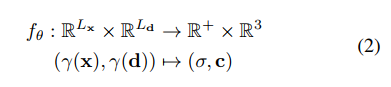 f_θ : ℝ^{L_x} × ℝ^{L_d} → ℝ^+ × ℝ^3
(γ(𝐱), γ(𝐝)) ↦ (σ, 𝐜) (2)